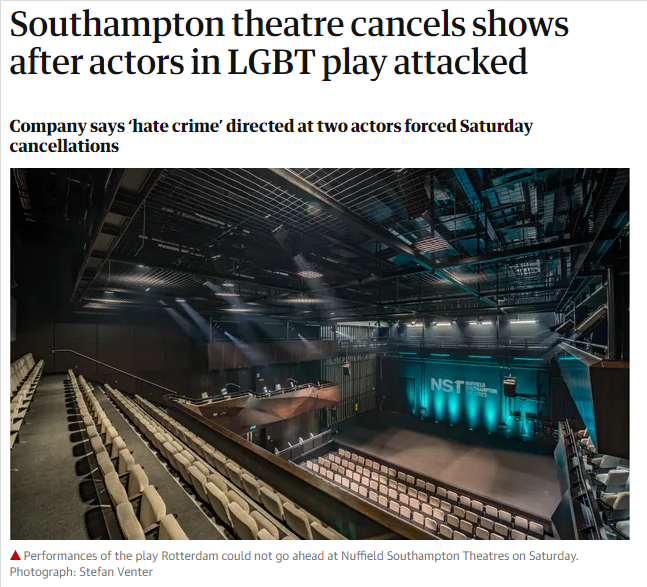 Southampton theatre cancels shows
after actors in LGBT play attacked
Company says ‘hate crime’ directed at two actors forced Saturday
cancellations
NST NUFFIELD
SOUTHAMPTON
THEATRES
Performances of the play Rotterdam could not go ahead at Nuffield Southampton Theatres on Saturday.
Photograph: Stefan Venter